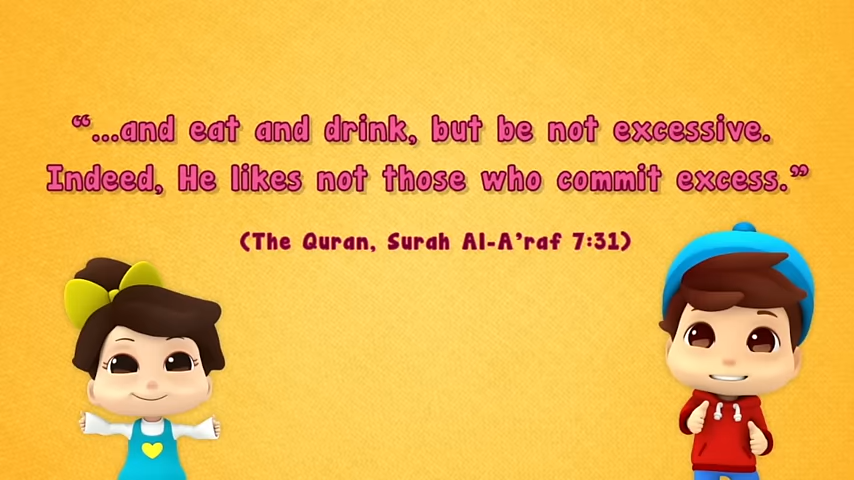 “...and eat and drink, but be not excessive.
Indeed, He likes not those who commit excess.”
(The Quran, Surah Al-A’raf 7:31)